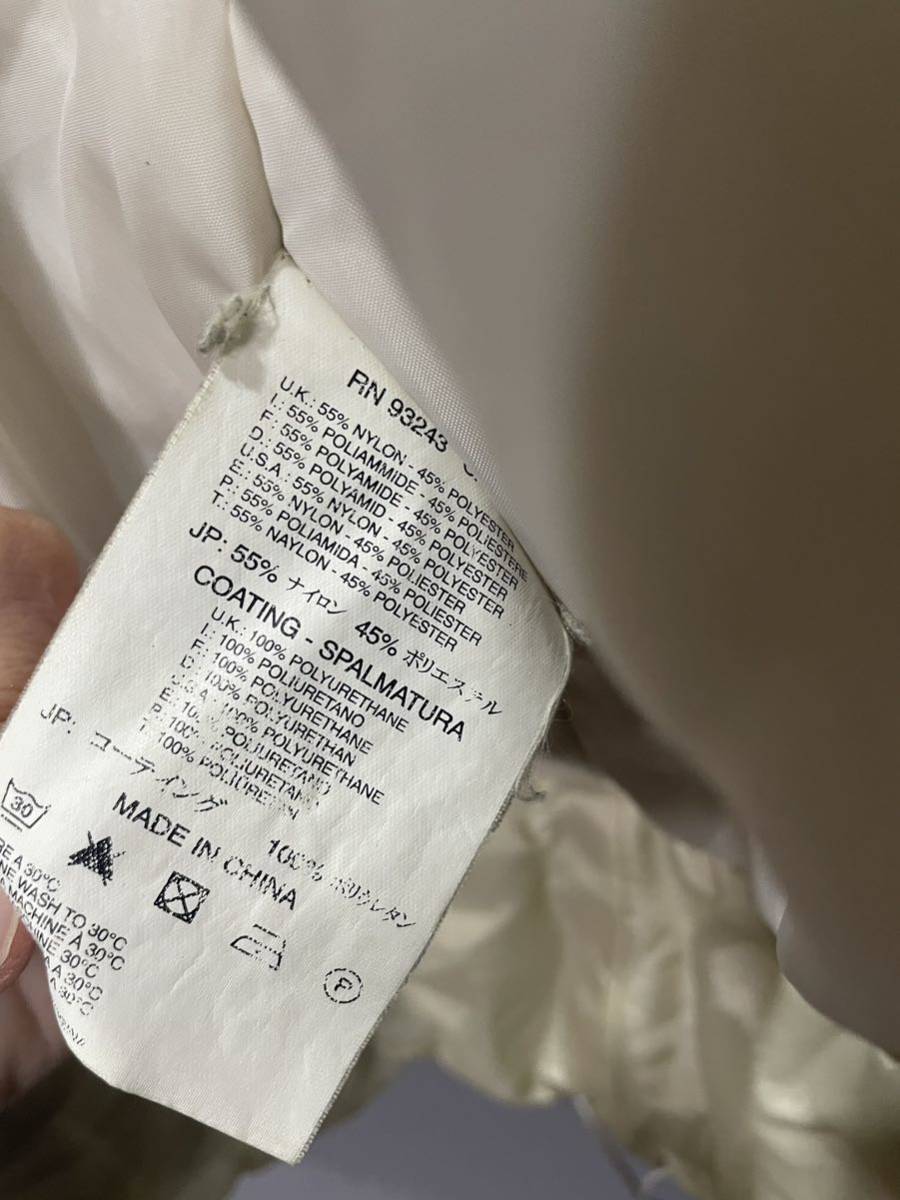 RN 93243
U.K.: 55% NYLON - 45% POLYESTER
I.: 55% POLIAMMIDE - 45% POLIESTERE
F.: 55% POLYAMIDE - 45% POLYESTER
D.: 55% POLYAMID - 45% POLYESTER
U.S.A.: 55% NYLON - 45% POLYESTER
E.: 55% NYLON - 45% POLIESTER
P.: 55% POLIAMIDA - 45% POLIESTER
T.: 55% NAYLON - 45% POLYESTER
JP: 55% ナイロン 45% ポリエステル
COATING - SPALMATURA
U.K.: 100% POLYURETHANE
I.: 100% POLIURETANO
F.: 100% POLYURETHANE
D.: 100% POLYURETHAN
100% POLYURETHANE
POLIURETANO
POLIURETANO
T.: 100%
JP: コーティング 100% ポリウレタン
MADE IN CHINA
30
F
A 30°C
WASH TO 30°C
MACHINE A 30°C
30°C
A 30°C
30°C